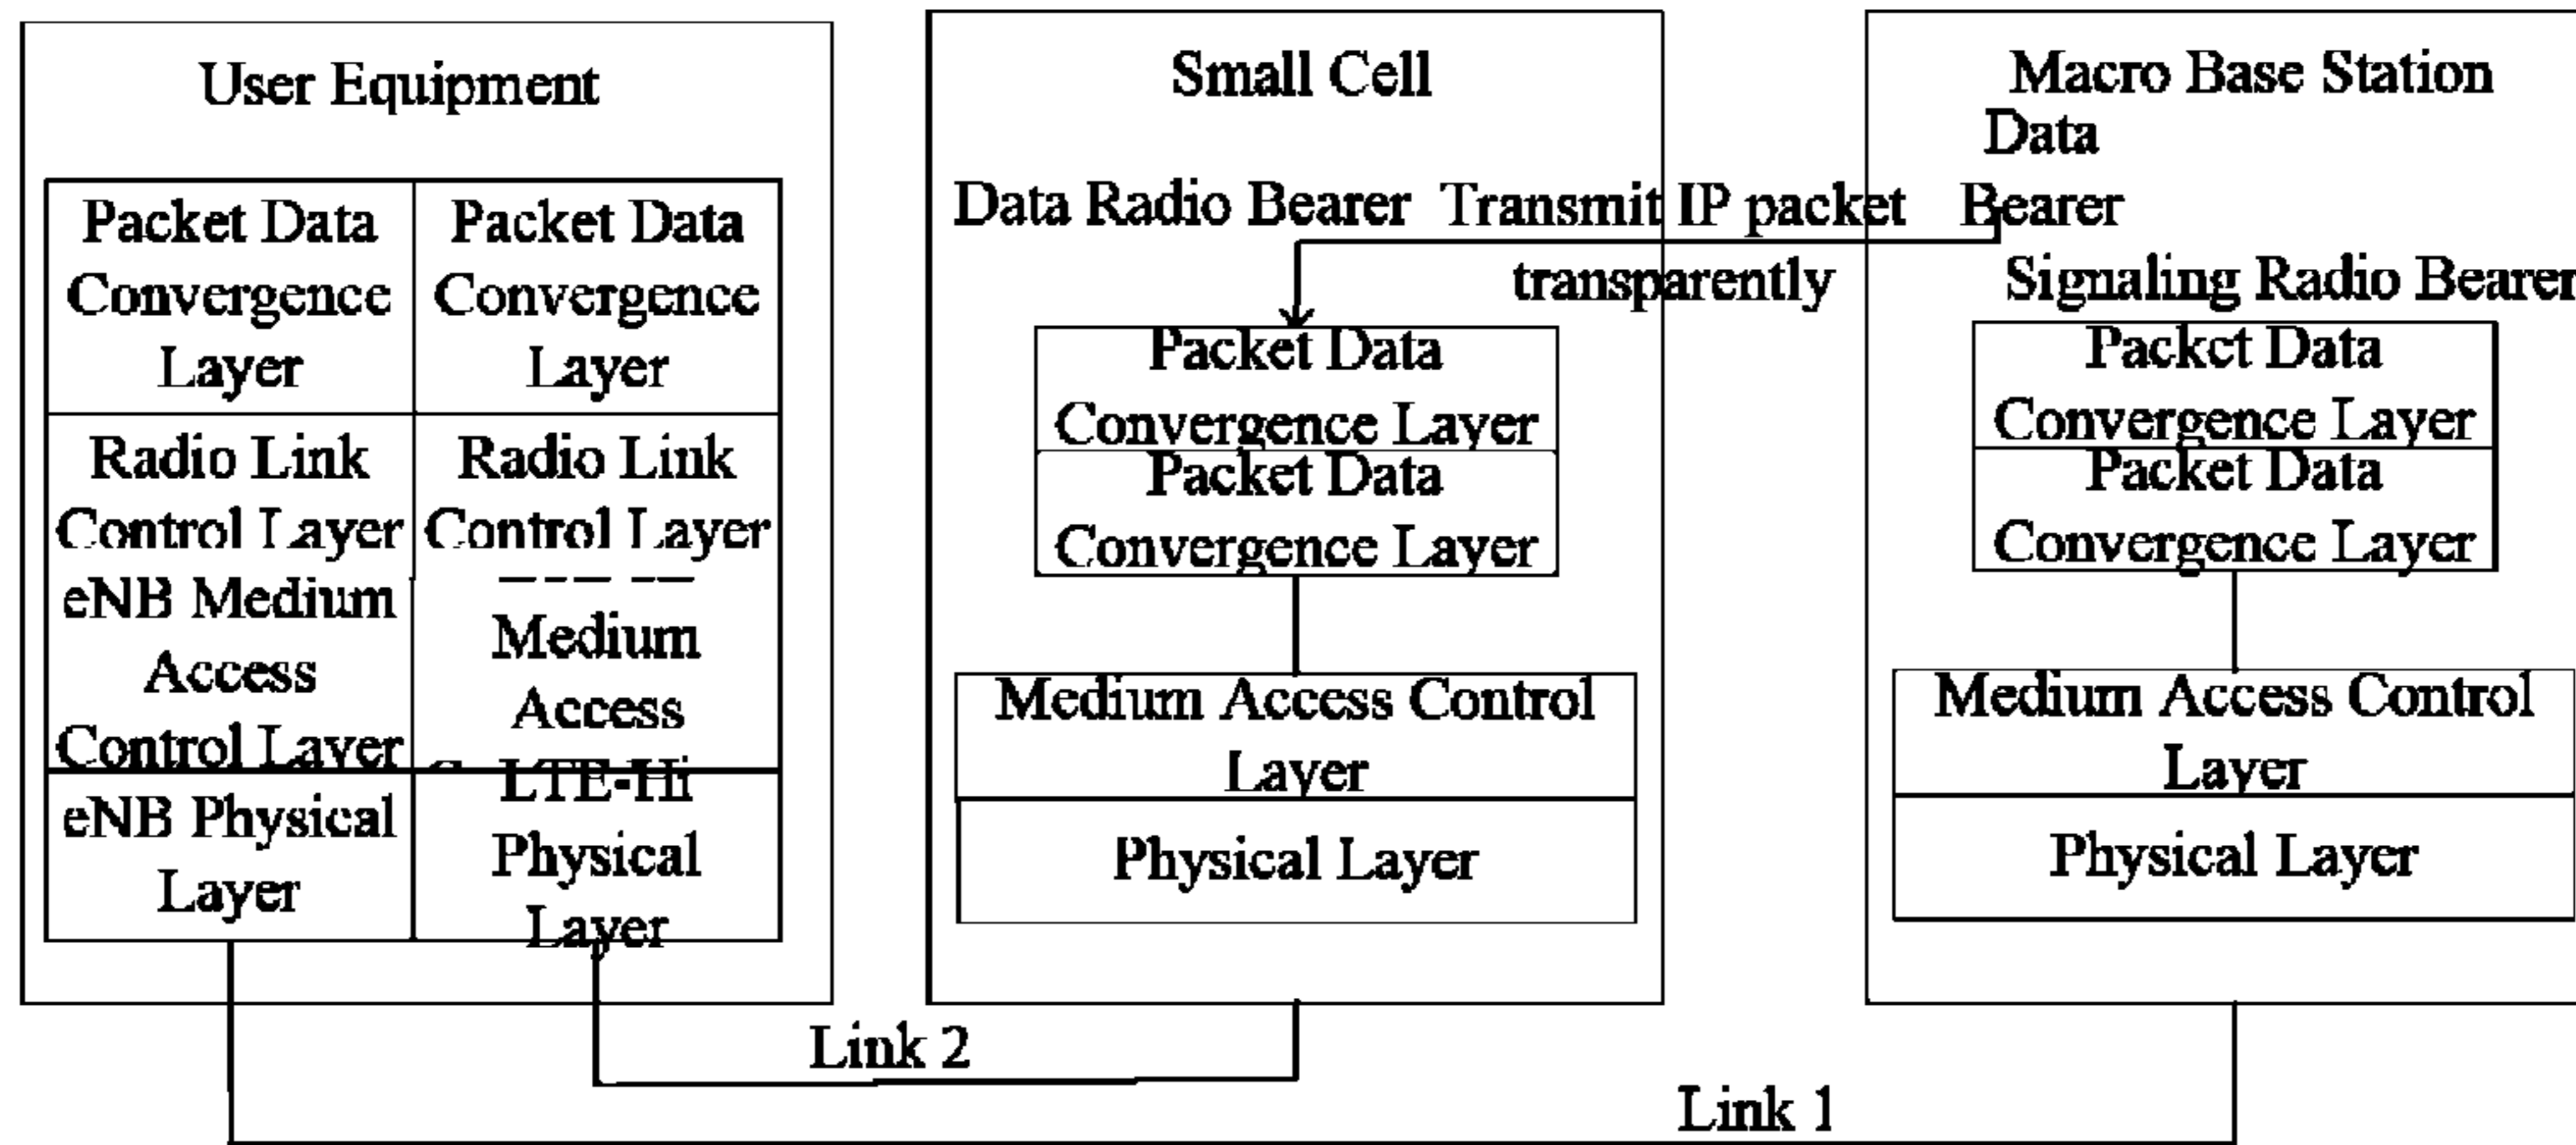 User Equipment
Packet Data
Convergence
Layer
Packet Data
Convergence
Layer
Radio Link
Control Layer
Radio Link
Control Layer
eNB Medium
Access
Control Layer
Medium
Access
eNB Physical
Layer
LTE-Hi
Physical
Layer
Small Cell
Data Radio Bearer
Transmit IP packet
transparently
Packet Data
Convergence Layer
Packet Data
Convergence Layer
Medium Access Control
Layer
Physical Layer
Macro Base Station
Data
Bearer
Signaling Radio Bearer
Packet Data
Convergence Layer
Packet Data
Convergence Layer
Medium Access Control
Layer
Physical Layer
Link 2
Link 1